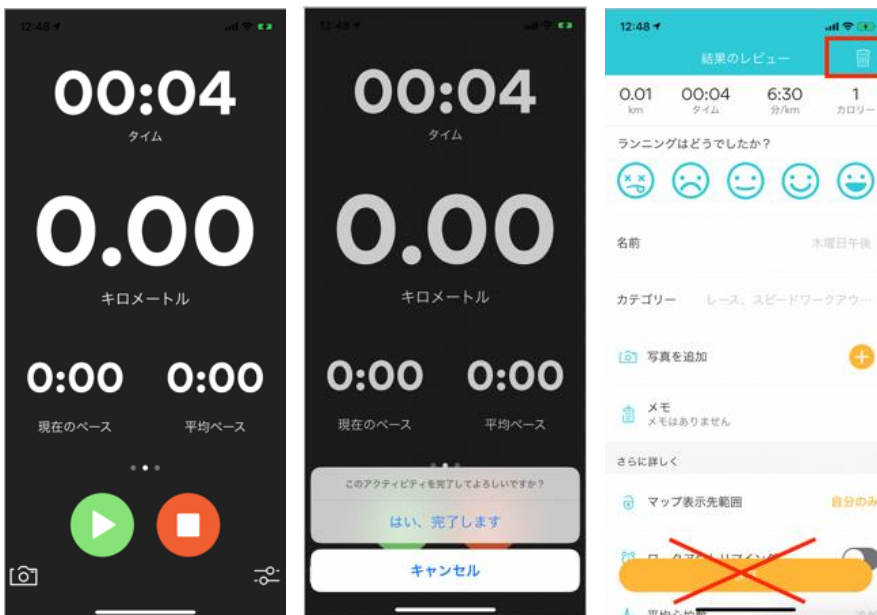 12:48
00:04
タイム
0.00
キロメートル
0:00
0:00
現在のペース
平均ペース
12:48
00:04
タイム
0.00
キロメートル
0:00
0:00
現在のペース
平均ペース
このアクティビティを完了してよろしいですか？
はい、完了します
キャンセル
12:48
結果のレビュー
0.01
00:04
6:30
1
km
タイム
分/km
カロリー
ランニングはどうでしたか？
名前
木曜日午後
カテゴリー
レース、スピードワークアウ…
写真を追加
メモ
メモはありません
さらに詳しく
マップ表示先範囲
自分のみ